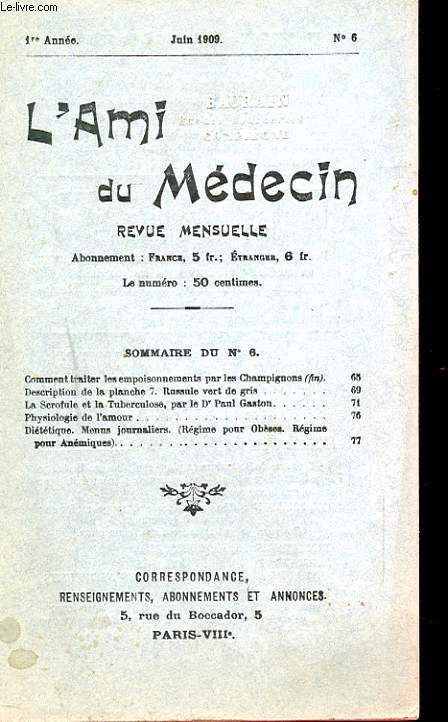 Le-livre.com
1re Année. Juin 1909. N° 6
L'Ami
du Médecin
REVUE MENSUELLE
Abonnement : FRANCE, 5 fr.; ÉTRANGER, 6 fr.
Le numéro : 50 centimes.
SOMMAIRE DU N° 6.
Comment traiter les empoisonnements par les Champignons (fin). 65
Description de la planche 7. Russule vert de gris . . . . . . . 69
La Scrofule et la Tuberculose, par le Dr Paul Gaston. . . . . . 71
Physiologie de l'amour . . . . . . . . . . . . . . . . . . . . 76
Diététique. Menus journaliers. (Régime pour Obèses. Régime
pour Anémiques). . . . . . . . . . . . . . . . . . . . . . 77
CORRESPONDANCE,
RENSEIGNEMENTS, ABONNEMENTS ET ANNONCES.
5, rue du Boccador, 5
PARIS-VIIIe.